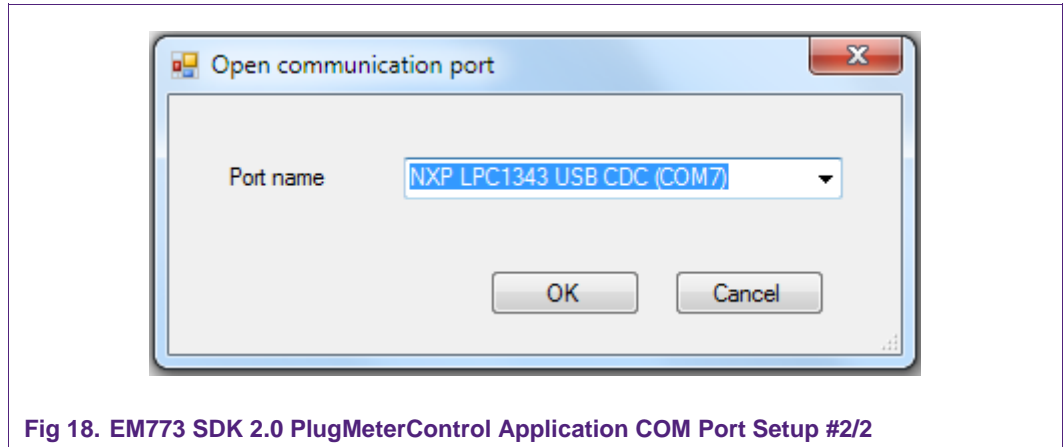 Open communication port
Port name
NXP LPC1343 USB CDC (COM7)
OK Cancel
Fig 18. EM773 SDK 2.0 PlugMeterControl Application COM Port Setup #2/2